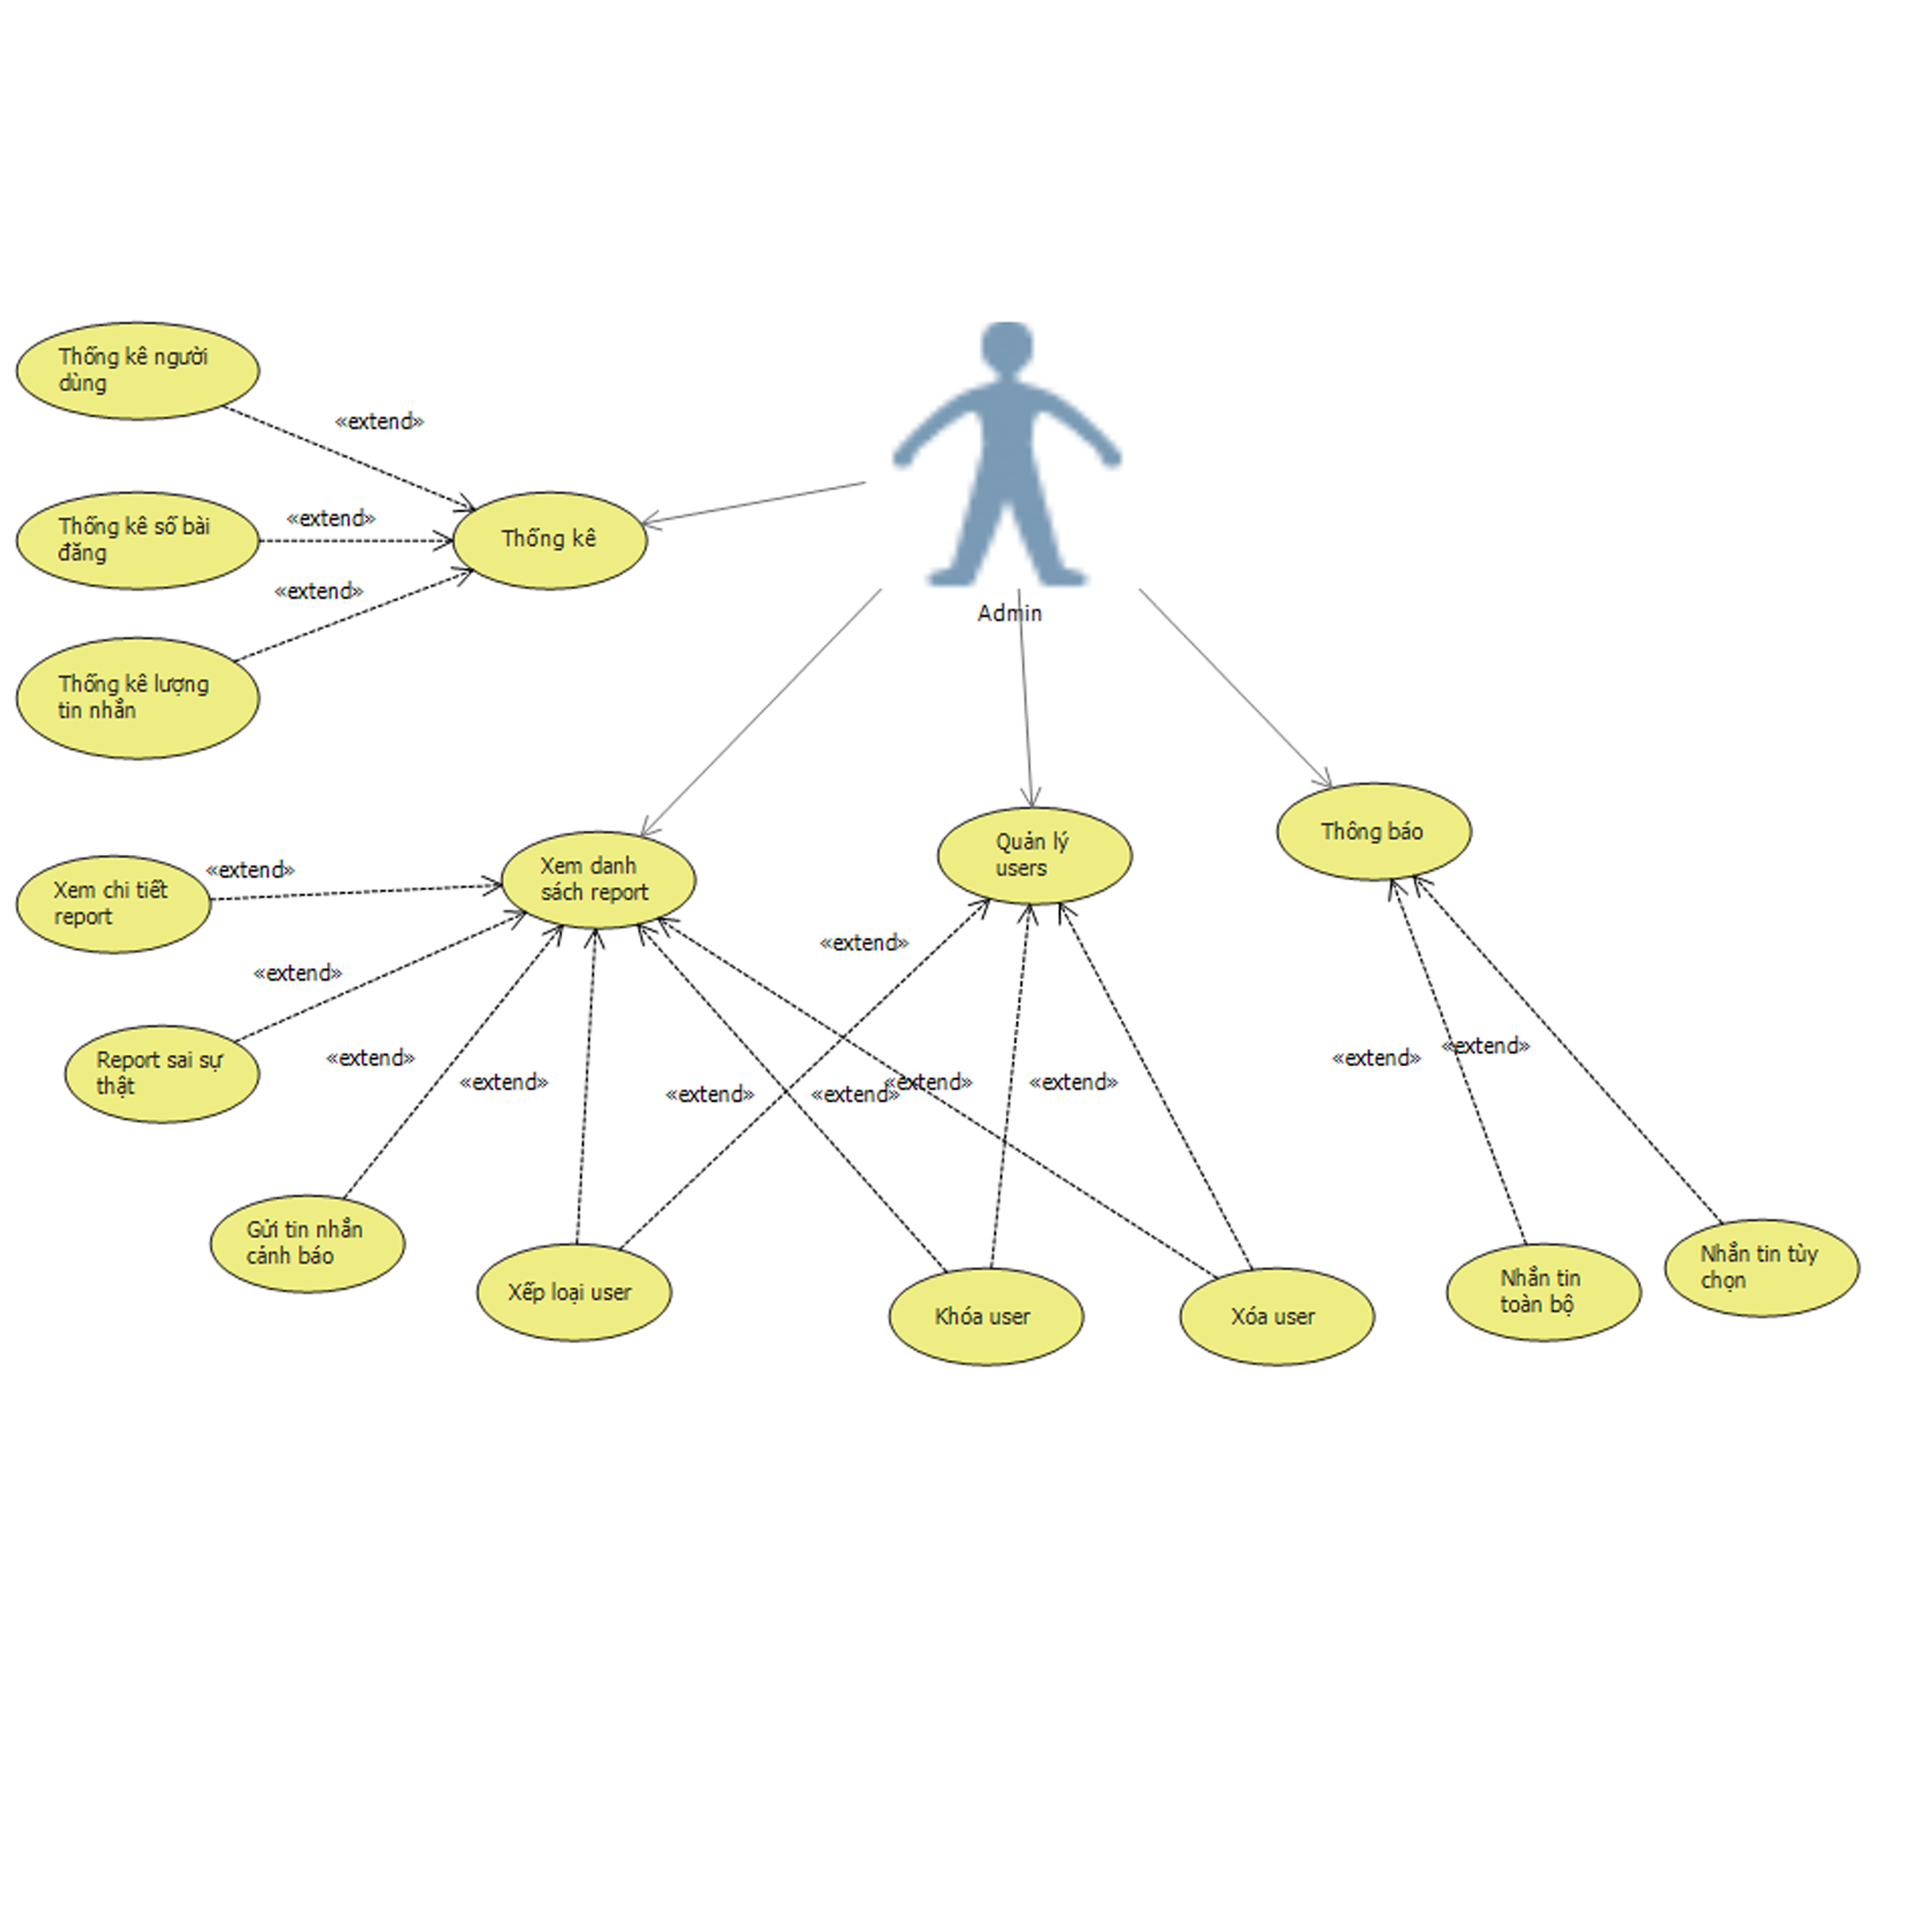 Thống kê người
dùng
«extend»
Thống kê số bài
đăng
«extend»
Thống kê
«extend»
Admin
Thống kê lượng
tin nhắn
Xem chi tiết
report
«extend»
Xem danh
sách report
Quản lý
users
Thông báo
«extend»
«extend»
Report sai sự
thật
«extend»
«extend»
«extend»
«extend»
«extend»
«extend»
«extend»
«extend»
Gửi tin nhắn
cảnh báo
Xếp loại user
Khóa user
Xóa user
Nhắn tin
toàn bộ
Nhắn tin tùy
chọn